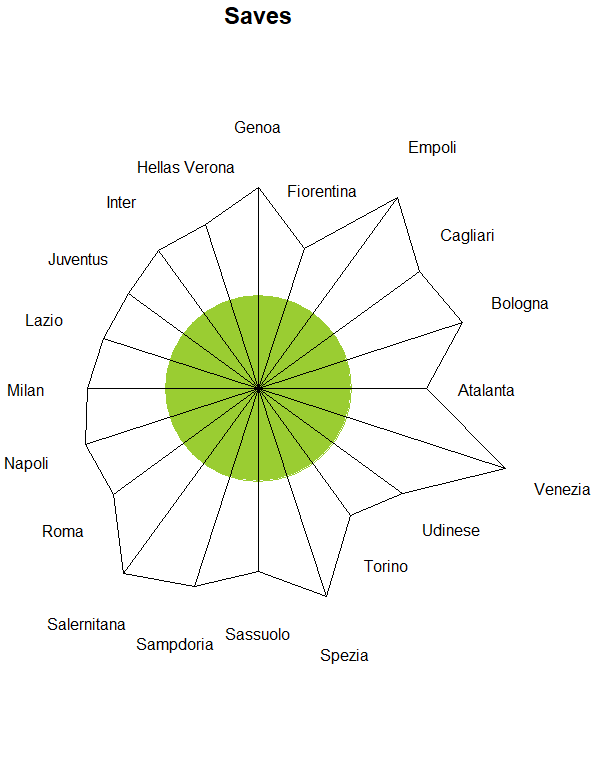 Saves
Genoa
Empoli
Hellas Verona
Fiorentina
Inter
Cagliari
Juventus
Bologna
Lazio
Milan
Atalanta
Napoli
Venezia
Roma
Udinese
Torino
Salernitana
Sassuolo
Sampdoria
Spezia